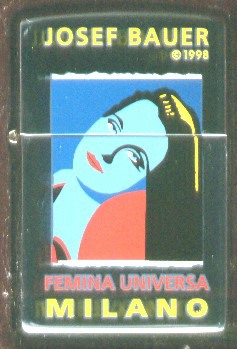 JOSEF BAUER
©1998
FEMINA UNIVERSA
MILANO